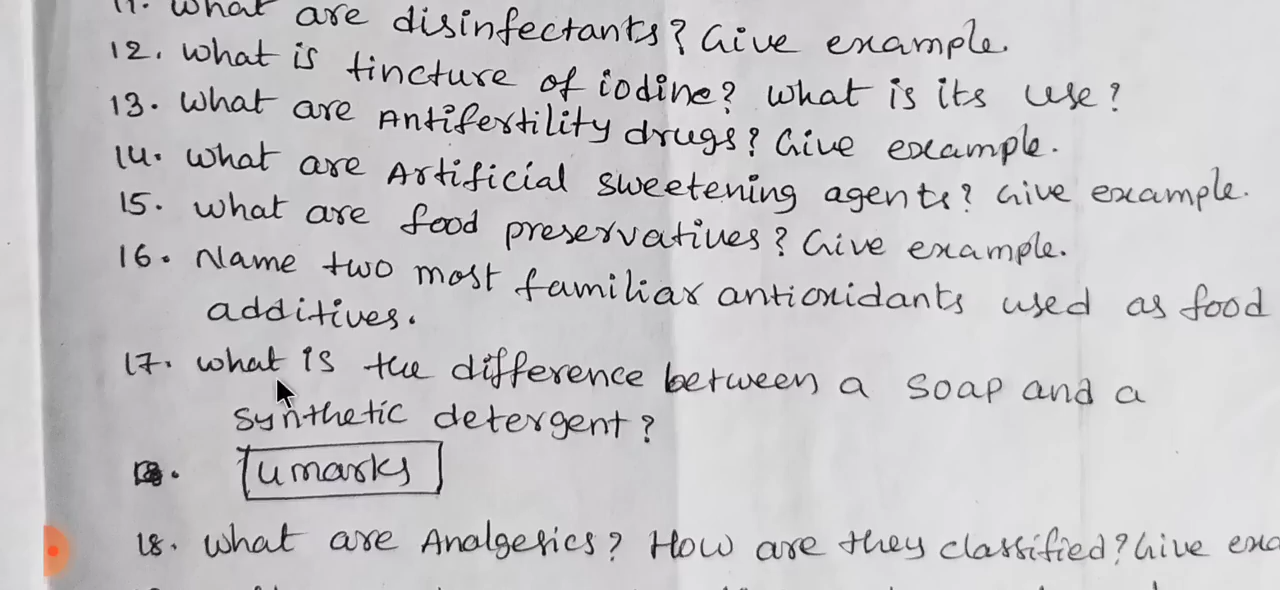 11. What are disinfectants? Give example.
12. What is tincture of iodine? What is its use?
13. What are Antifertility drugs? Give example.
14. What are Artificial sweetening agents? Give example.
15. What are food preservatives? Give example.
16. Name two most familiar antioxidants used as food
additives.
17. What is the difference between a soap and a
synthetic detergent?
4 marks
18. What are Analgesics? How are they classified? Give exa